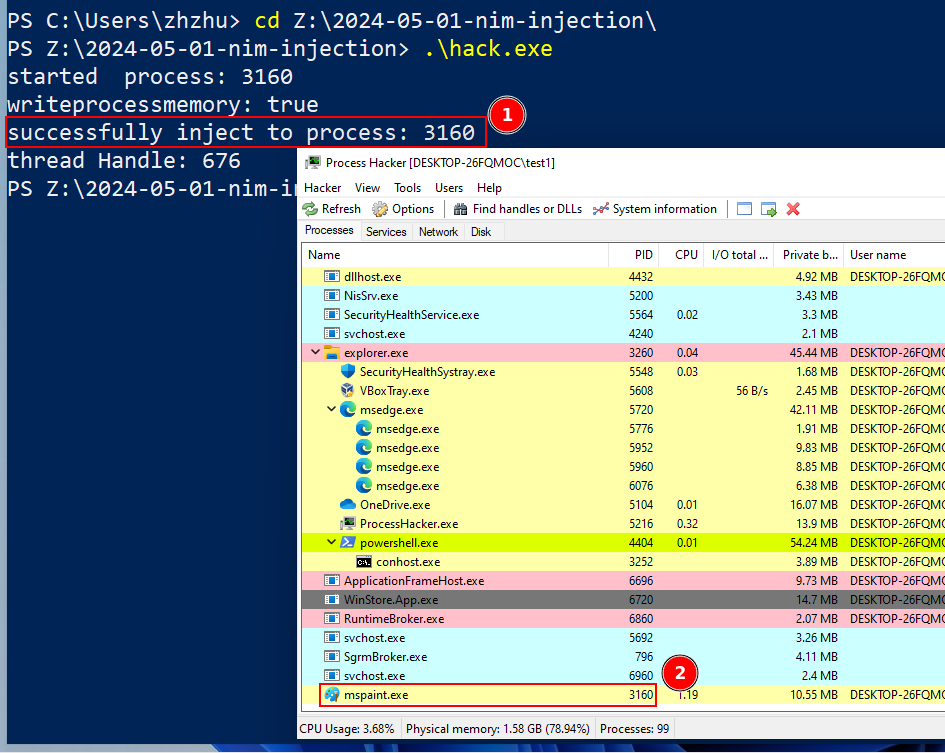 PS C:\Users\zhzhu> cd Z:\2024-05-01-nim-injection\
PS Z:\2024-05-01-nim-injection> .\hack.exe
started  process: 3160
writeprocessmemory: true
successfully inject to process: 3160
1
thread Handle: 676
PS Z:\2024-05-01-nim-in
Process Hacker [DESKTOP-26FQMOC\test1]
Hacker View Tools Users Help
Refresh Options Find handles or DLLs System information
Processes Services Network Disk
Name PID CPU I/O total ... Private b... User name
dllhost.exe 4432 4.92 MB DESKTOP-26FQMO
NisSrv.exe 5200 3.43 MB
SecurityHealthService.exe 5564 0.02 3.3 MB
svchost.exe 4240 2.1 MB
explorer.exe 3260 0.04 45.44 MB DESKTOP-26FQMO
SecurityHealthSystray.exe 5548 0.03 1.68 MB DESKTOP-26FQMO
VBoxTray.exe 5608 56 B/s 2.45 MB DESKTOP-26FQMO
msedge.exe 5720 42.11 MB DESKTOP-26FQMO
msedge.exe 5776 1.91 MB DESKTOP-26FQMO
msedge.exe 5952 9.83 MB DESKTOP-26FQMO
msedge.exe 5960 8.85 MB DESKTOP-26FQMO
msedge.exe 6076 6.38 MB DESKTOP-26FQMO
OneDrive.exe 5104 0.01 16.07 MB DESKTOP-26FQMO
ProcessHacker.exe 5216 0.32 13.9 MB DESKTOP-26FQMO
powershell.exe 4404 0.01 54.24 MB DESKTOP-26FQMO
C:\. conhost.exe 3252 3.89 MB DESKTOP-26FQMO
ApplicationFrameHost.exe 6696 9.73 MB DESKTOP-26FQMO
WinStore.App.exe 6720 14.7 MB DESKTOP-26FQMO
RuntimeBroker.exe 6860 2.07 MB DESKTOP-26FQMO
svchost.exe 5692 3.26 MB
SgrmBroker.exe 796 4.11 MB
svchost.exe 6960 2.4 MB
2
mspaint.exe 3160 1.19 10.55 MB DESKTOP-26FQMO
CPU Usage: 3.68% Physical memory: 1.58 GB (78.94%) Processes: 99